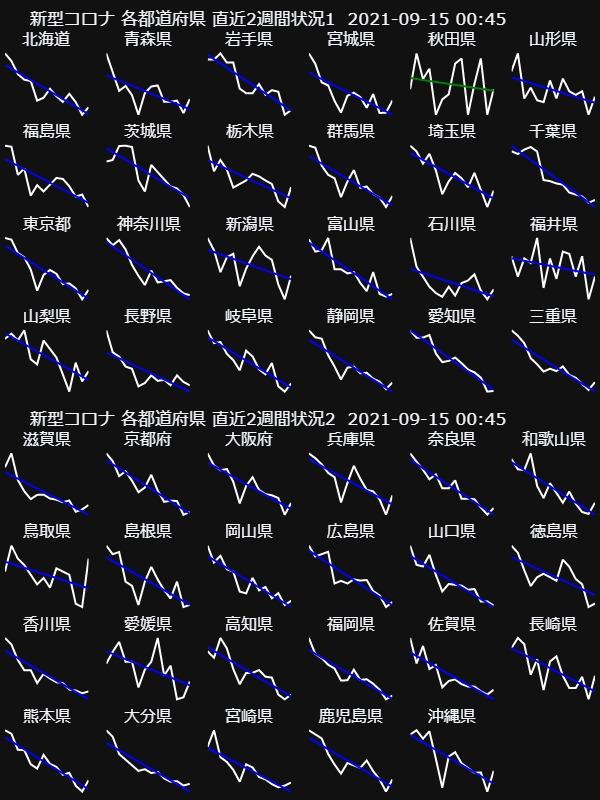 新型コロナ 各都道府県 直近2週間状況1 2021-09-15 00:45
北海道 青森県 岩手県 宮城県 秋田県 山形県
福島県 茨城県 栃木県 群馬県 埼玉県 千葉県
東京都 神奈川県 新潟県 富山県 石川県 福井県
山梨県 長野県 岐阜県 静岡県 愛知県 三重県
新型コロナ 各都道府県 直近2週間状況2 2021-09-15 00:45
滋賀県 京都府 大阪府 兵庫県 奈良県 和歌山県
鳥取県 島根県 岡山県 広島県 山口県 徳島県
香川県 愛媛県 高知県 福岡県 佐賀県 長崎県
熊本県 大分県 宮崎県 鹿児島県 沖縄県